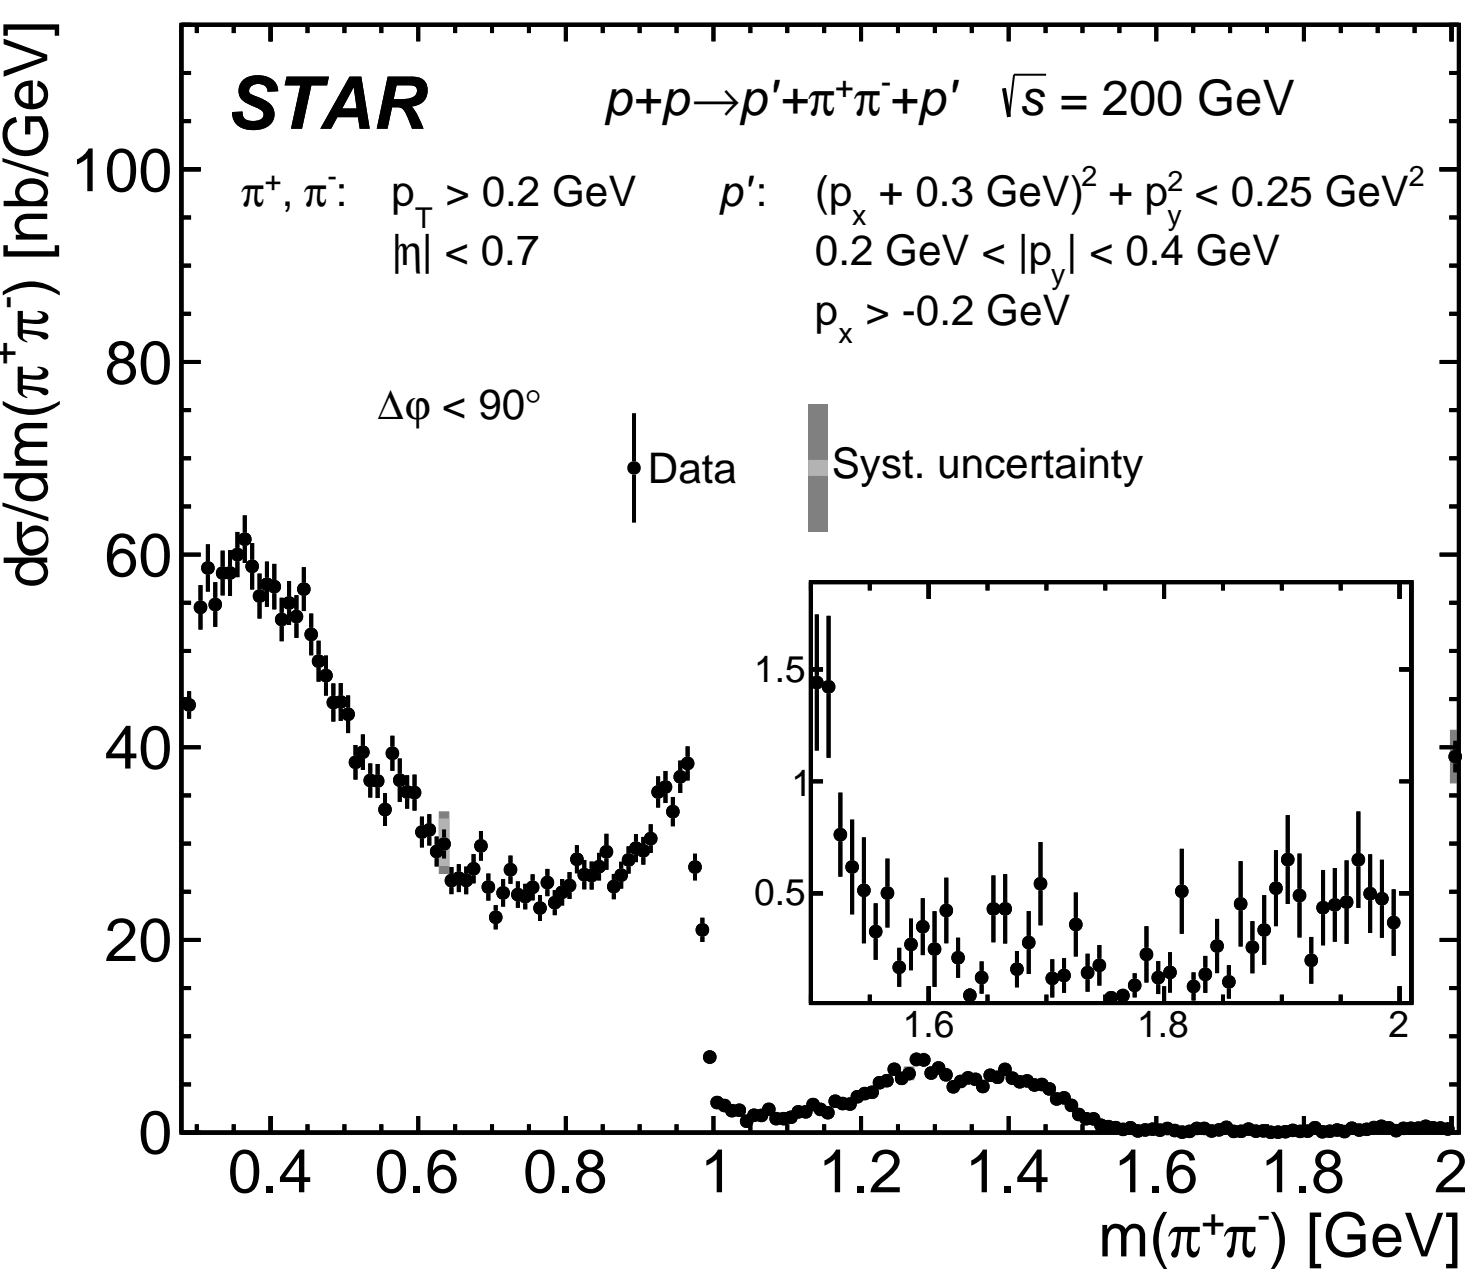 STAR
p+p→p′+π⁺π⁻+p′ √s = 200 GeV
π⁺, π⁻: p_T > 0.2 GeV p′: (p_x + 0.3 GeV)² + p_y² < 0.25 GeV²
|η| < 0.7 0.2 GeV < |p_y| < 0.4 GeV
p_x > -0.2 GeV
Δφ < 90°
Data Syst. uncertainty
dσ/dm(π⁺π⁻) [nb/GeV]
100
80
60
40
20
0
1.5
1
0.5
1.6 1.8 2
0.4 0.6 0.8 1 1.2 1.4 1.6 1.8 2
m(π⁺π⁻) [GeV]